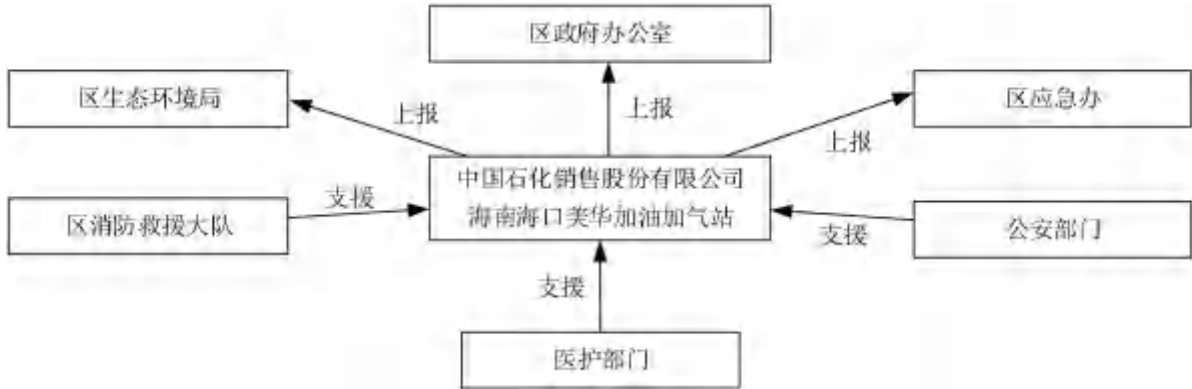 区政府办公室
区生态环境局
区应急办
上报
上报
上报
中国石化销售股份有限公司
海南海口美华加油加气站
支援
区消防救援大队
公安部门
支援
支援
医护部门